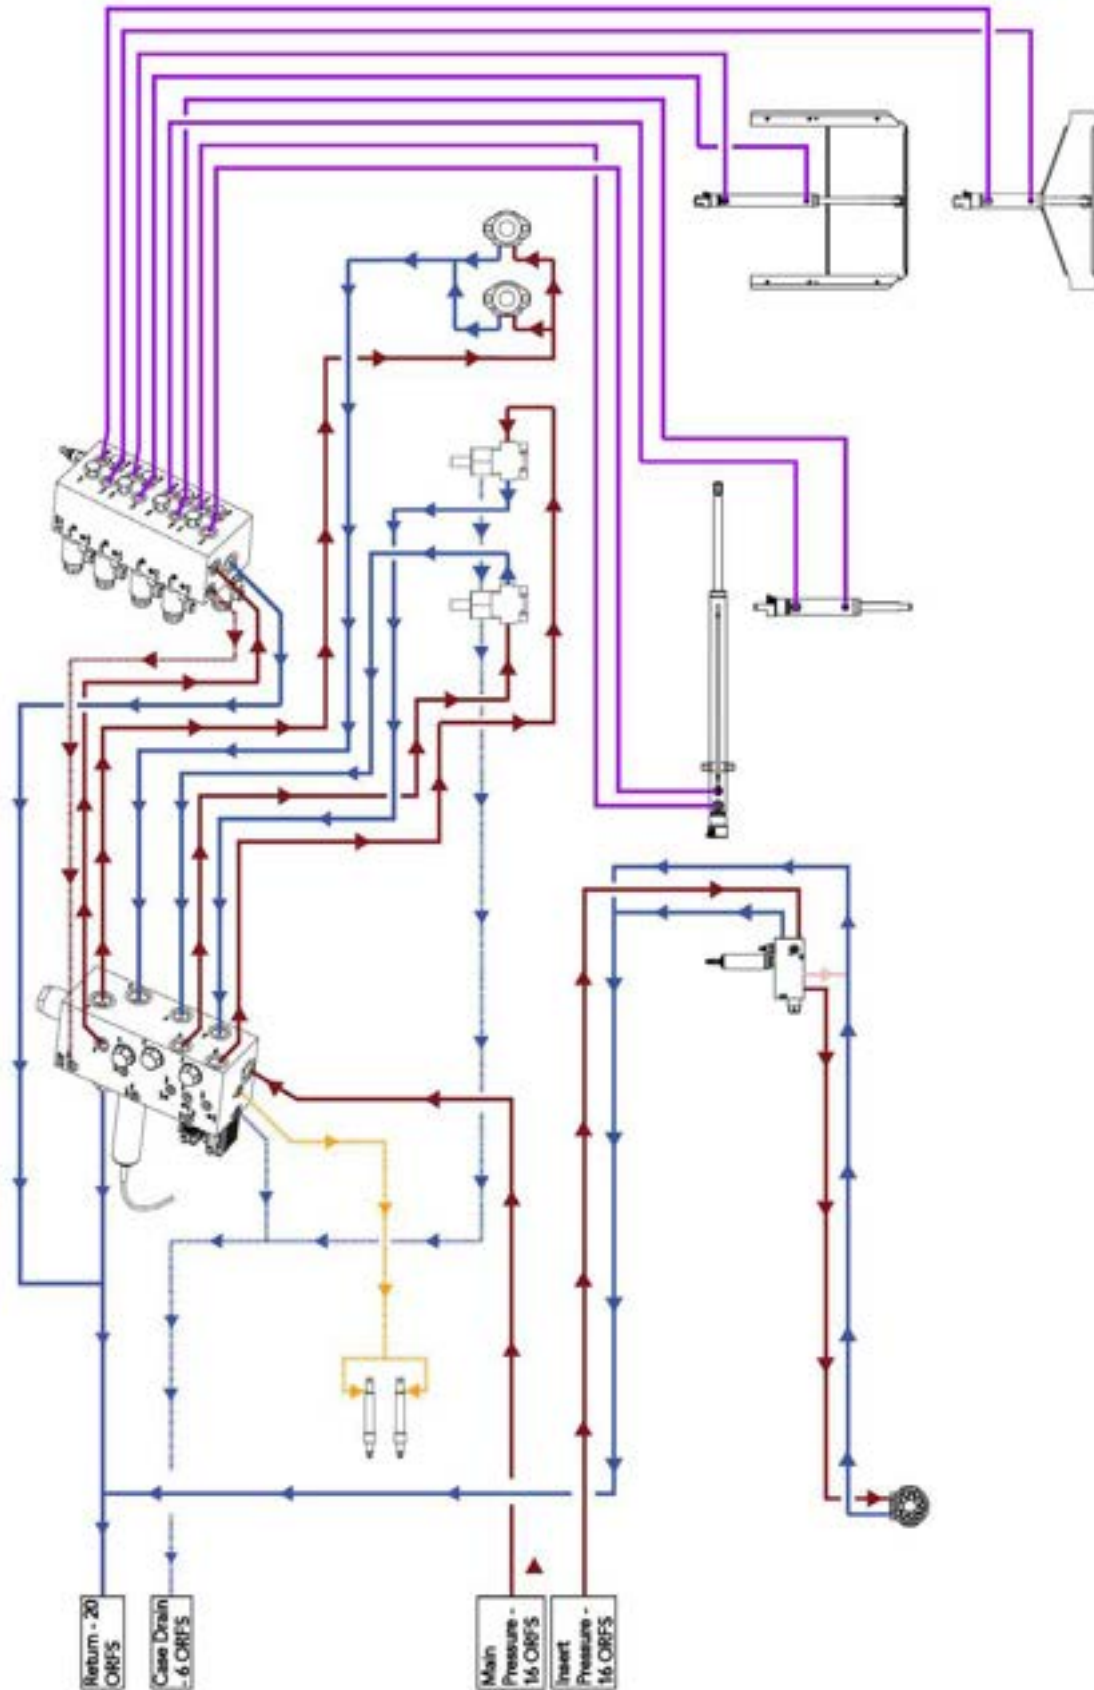 Return - 20
ORFS
Case Drain
- 6 ORFS
Main
Pressure -
16 ORFS
Insert
Pressure -
16 ORFS